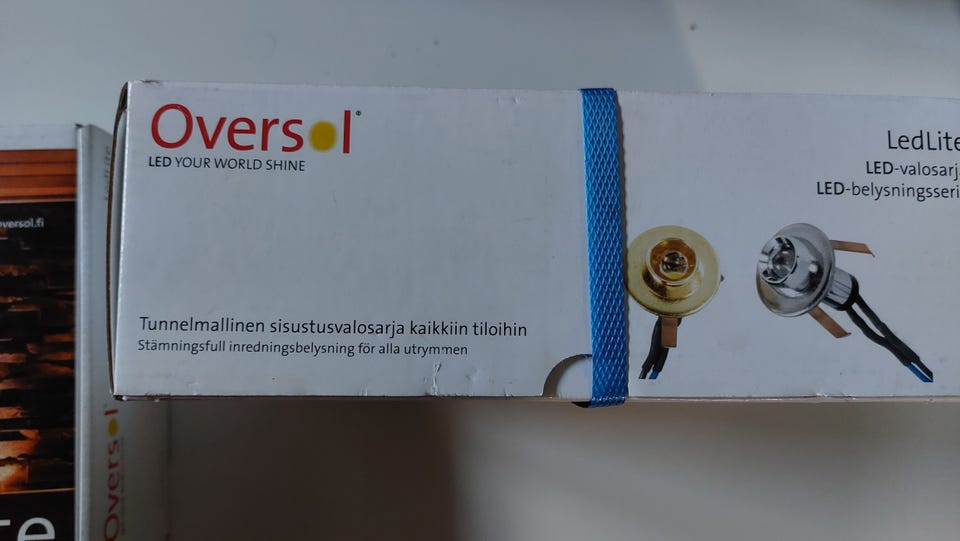 Oversol®
LED YOUR WORLD SHINE
LedLite
LED-valosarj
LED-belysningsseri
Tunnelmallinen sisustusvalosarja kaikkiin tiloihin
Stämningsfull inredningsbelysning för alla utrymmen
oversol.fi
Oversol
te